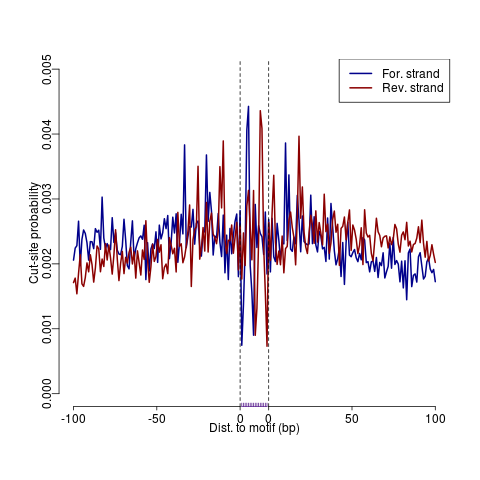 For. strand
Rev. strand
Cut-site probability
0.005
0.004
0.003
0.002
0.001
0.000
-100 -50 0 0 50 100
Dist. to motif (bp)